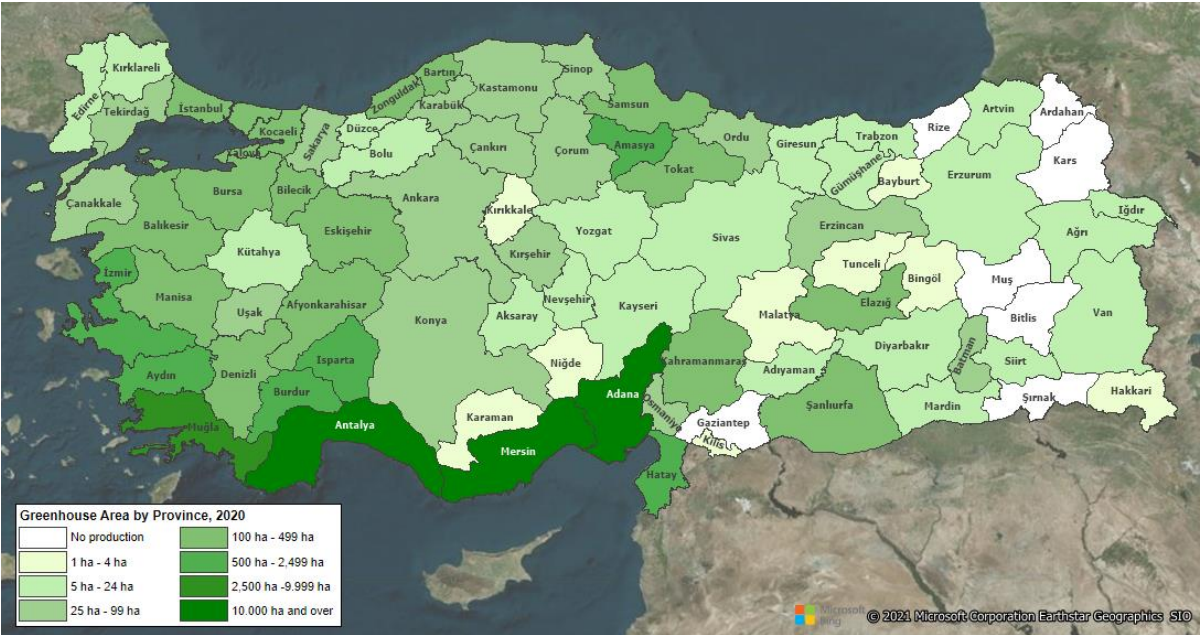 Kırklareli
Edirne
Tekirdağ
İstanbul
Kocaeli
Yalova
Sakarya
Düzce
Bolu
Zonguldak
Bartın
Karabük
Kastamonu
Sinop
Samsun
Çankırı
Çorum
Amasya
Tokat
Ordu
Giresun
Trabzon
Gümüşhane
Rize
Artvin
Ardahan
Kars
Bayburt
Erzurum
Iğdır
Ağrı
Çanakkale
Balıkesir
Bursa
Bilecik
Kütahya
Eskişehir
Ankara
Kırıkkale
Kırşehir
Yozgat
Sivas
Erzincan
Tunceli
Bingöl
Muş
Bitlis
Van
İzmir
Manisa
Uşak
Afyonkarahisar
Konya
Aksaray
Nevşehir
Kayseri
Malatya
Elazığ
Diyarbakır
Batman
Siirt
Şırnak
Hakkari
Aydın
Denizli
Isparta
Burdur
Muğla
Antalya
Karaman
Niğde
Mersin
Adana
Kahramanmaraş
Osmaniye
Gaziantep
Kilis
Hatay
Adıyaman
Şanlıurfa
Mardin
Greenhouse Area by Province, 2020
No production
1 ha - 4 ha
5 ha - 24 ha
25 ha - 99 ha
100 ha - 499 ha
500 ha - 2,499 ha
2,500 ha -9.999 ha
10.000 ha and over
Microsoft
Bing
© 2021 Microsoft Corporation Earthstar Geographics SIO